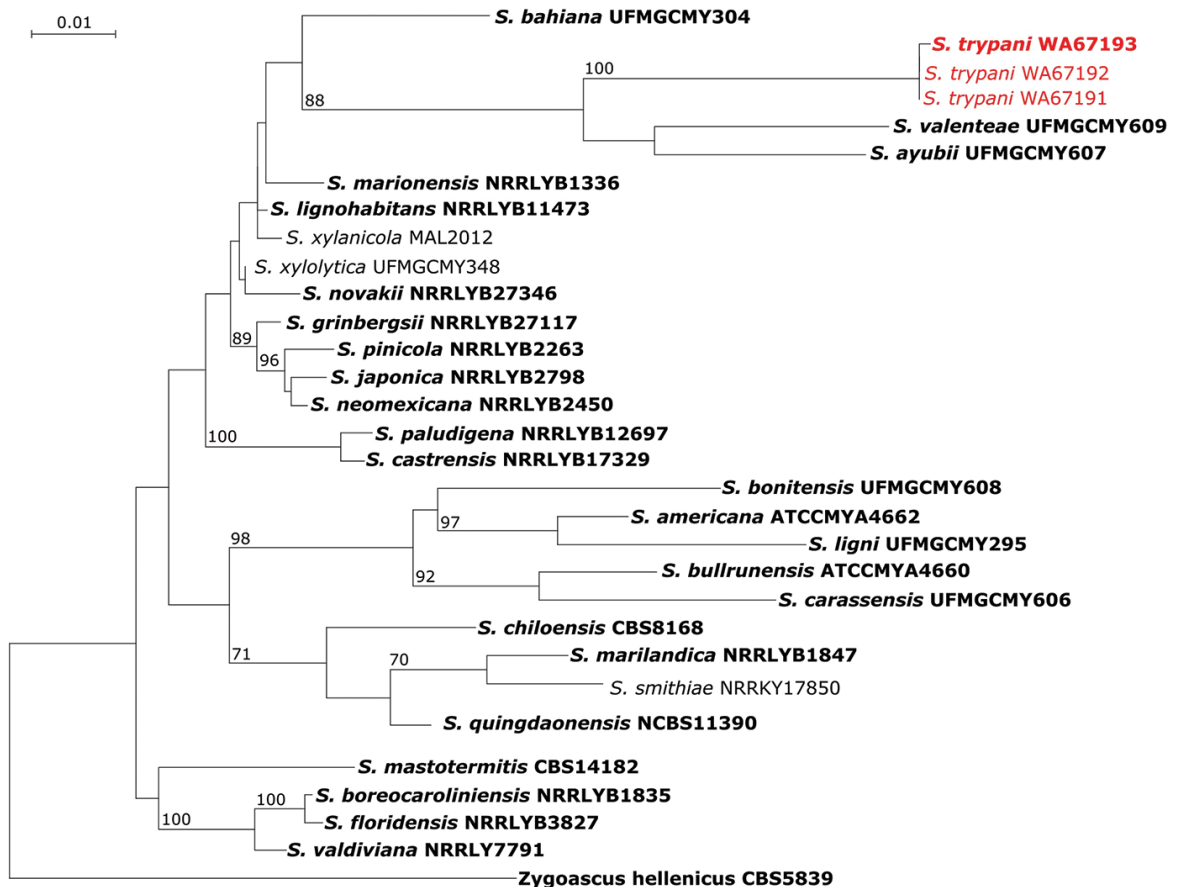 0.01
S. bahiana UFMGCMY304
S. trypani WA67193
100
S. trypani WA67192
88
S. trypani WA67191
S. valenteae UFMGCMY609
S. ayubii UFMGCMY607
S. marionensis NRRLYB1336
S. lignohabitans NRRLYB11473
S. xylanicola MAL2012
S. xylolytica UFMGCMY348
S. novakii NRRLYB27346
S. grinbergsii NRRLYB27117
89
S. pinicola NRRLYB2263
96
S. japonica NRRLYB2798
S. neomexicana NRRLYB2450
S. paludigena NRRLYB12697
100
S. castrensis NRRLYB17329
S. bonitensis UFMGCMY608
S. americana ATCCMYA4662
97
98
S. ligni UFMGCMY295
S. bullrunensis ATCCMYA4660
92
S. carassensis UFMGCMY606
S. chiloensis CBS8168
71
70
S. marilandica NRRLYB1847
S. smithiae NRRKY17850
S. quingdaonensis NCBS11390
S. mastotermitis CBS14182
100
S. boreocaroliniensis NRRLYB1835
100
S. floridensis NRRLYB3827
S. valdiviana NRRLY7791
Zygoascus hellenicus CBS5839